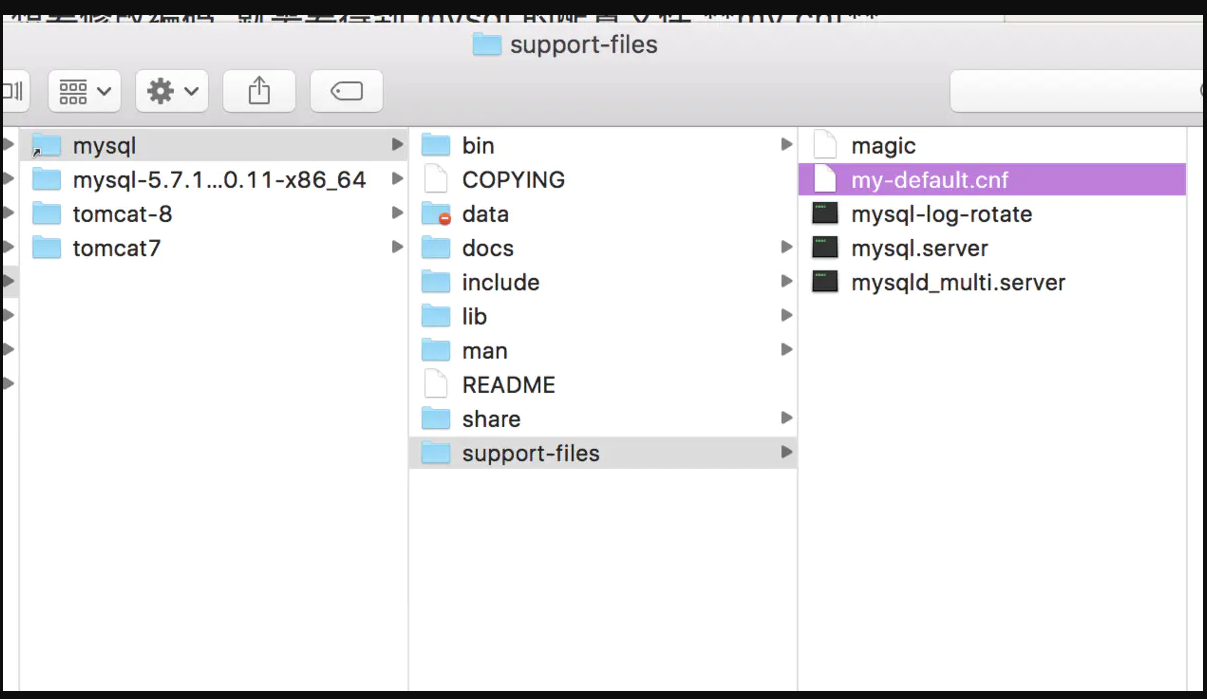 support-files
mysql
mysql-5.7.1...0.11-x86_64
tomcat-8
tomcat7
bin
COPYING
data
docs
include
lib
man
README
share
support-files
magic
my-default.cnf
mysql-log-rotate
mysql.server
mysqld_multi.server